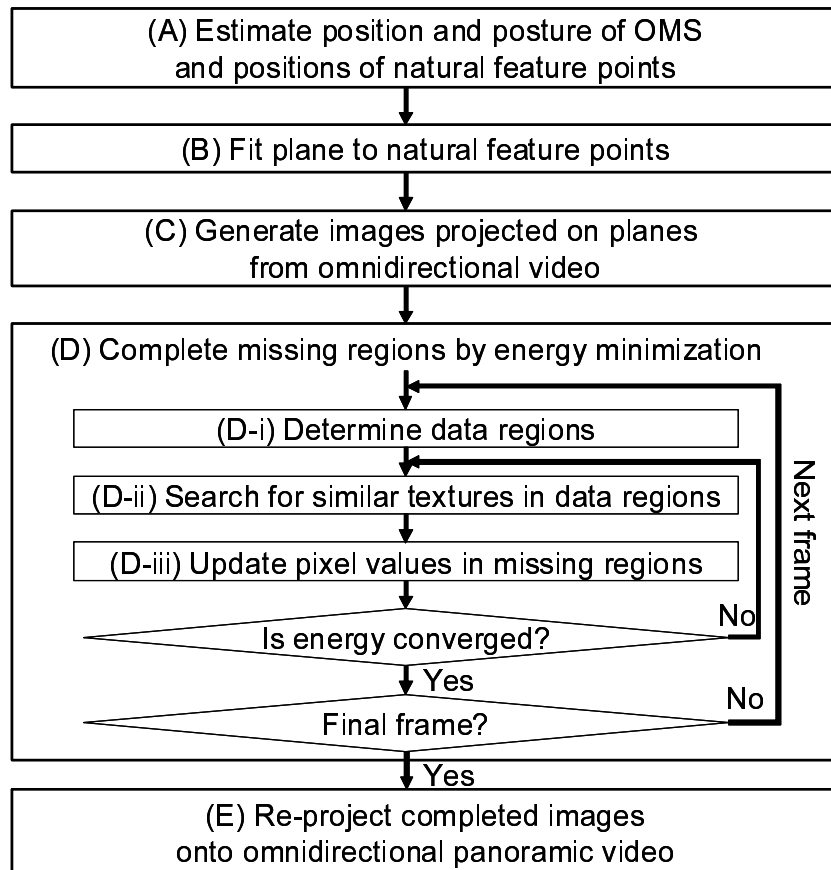 (A) Estimate position and posture of OMS
and positions of natural feature points
(B) Fit plane to natural feature points
(C) Generate images projected on planes
from omnidirectional video
(D) Complete missing regions by energy minimization
(D-i) Determine data regions
(D-ii) Search for similar textures in data regions
(D-iii) Update pixel values in missing regions
Is energy converged?
No
Yes
Final frame?
No
Next frame
Yes
(E) Re-project completed images
onto omnidirectional panoramic video